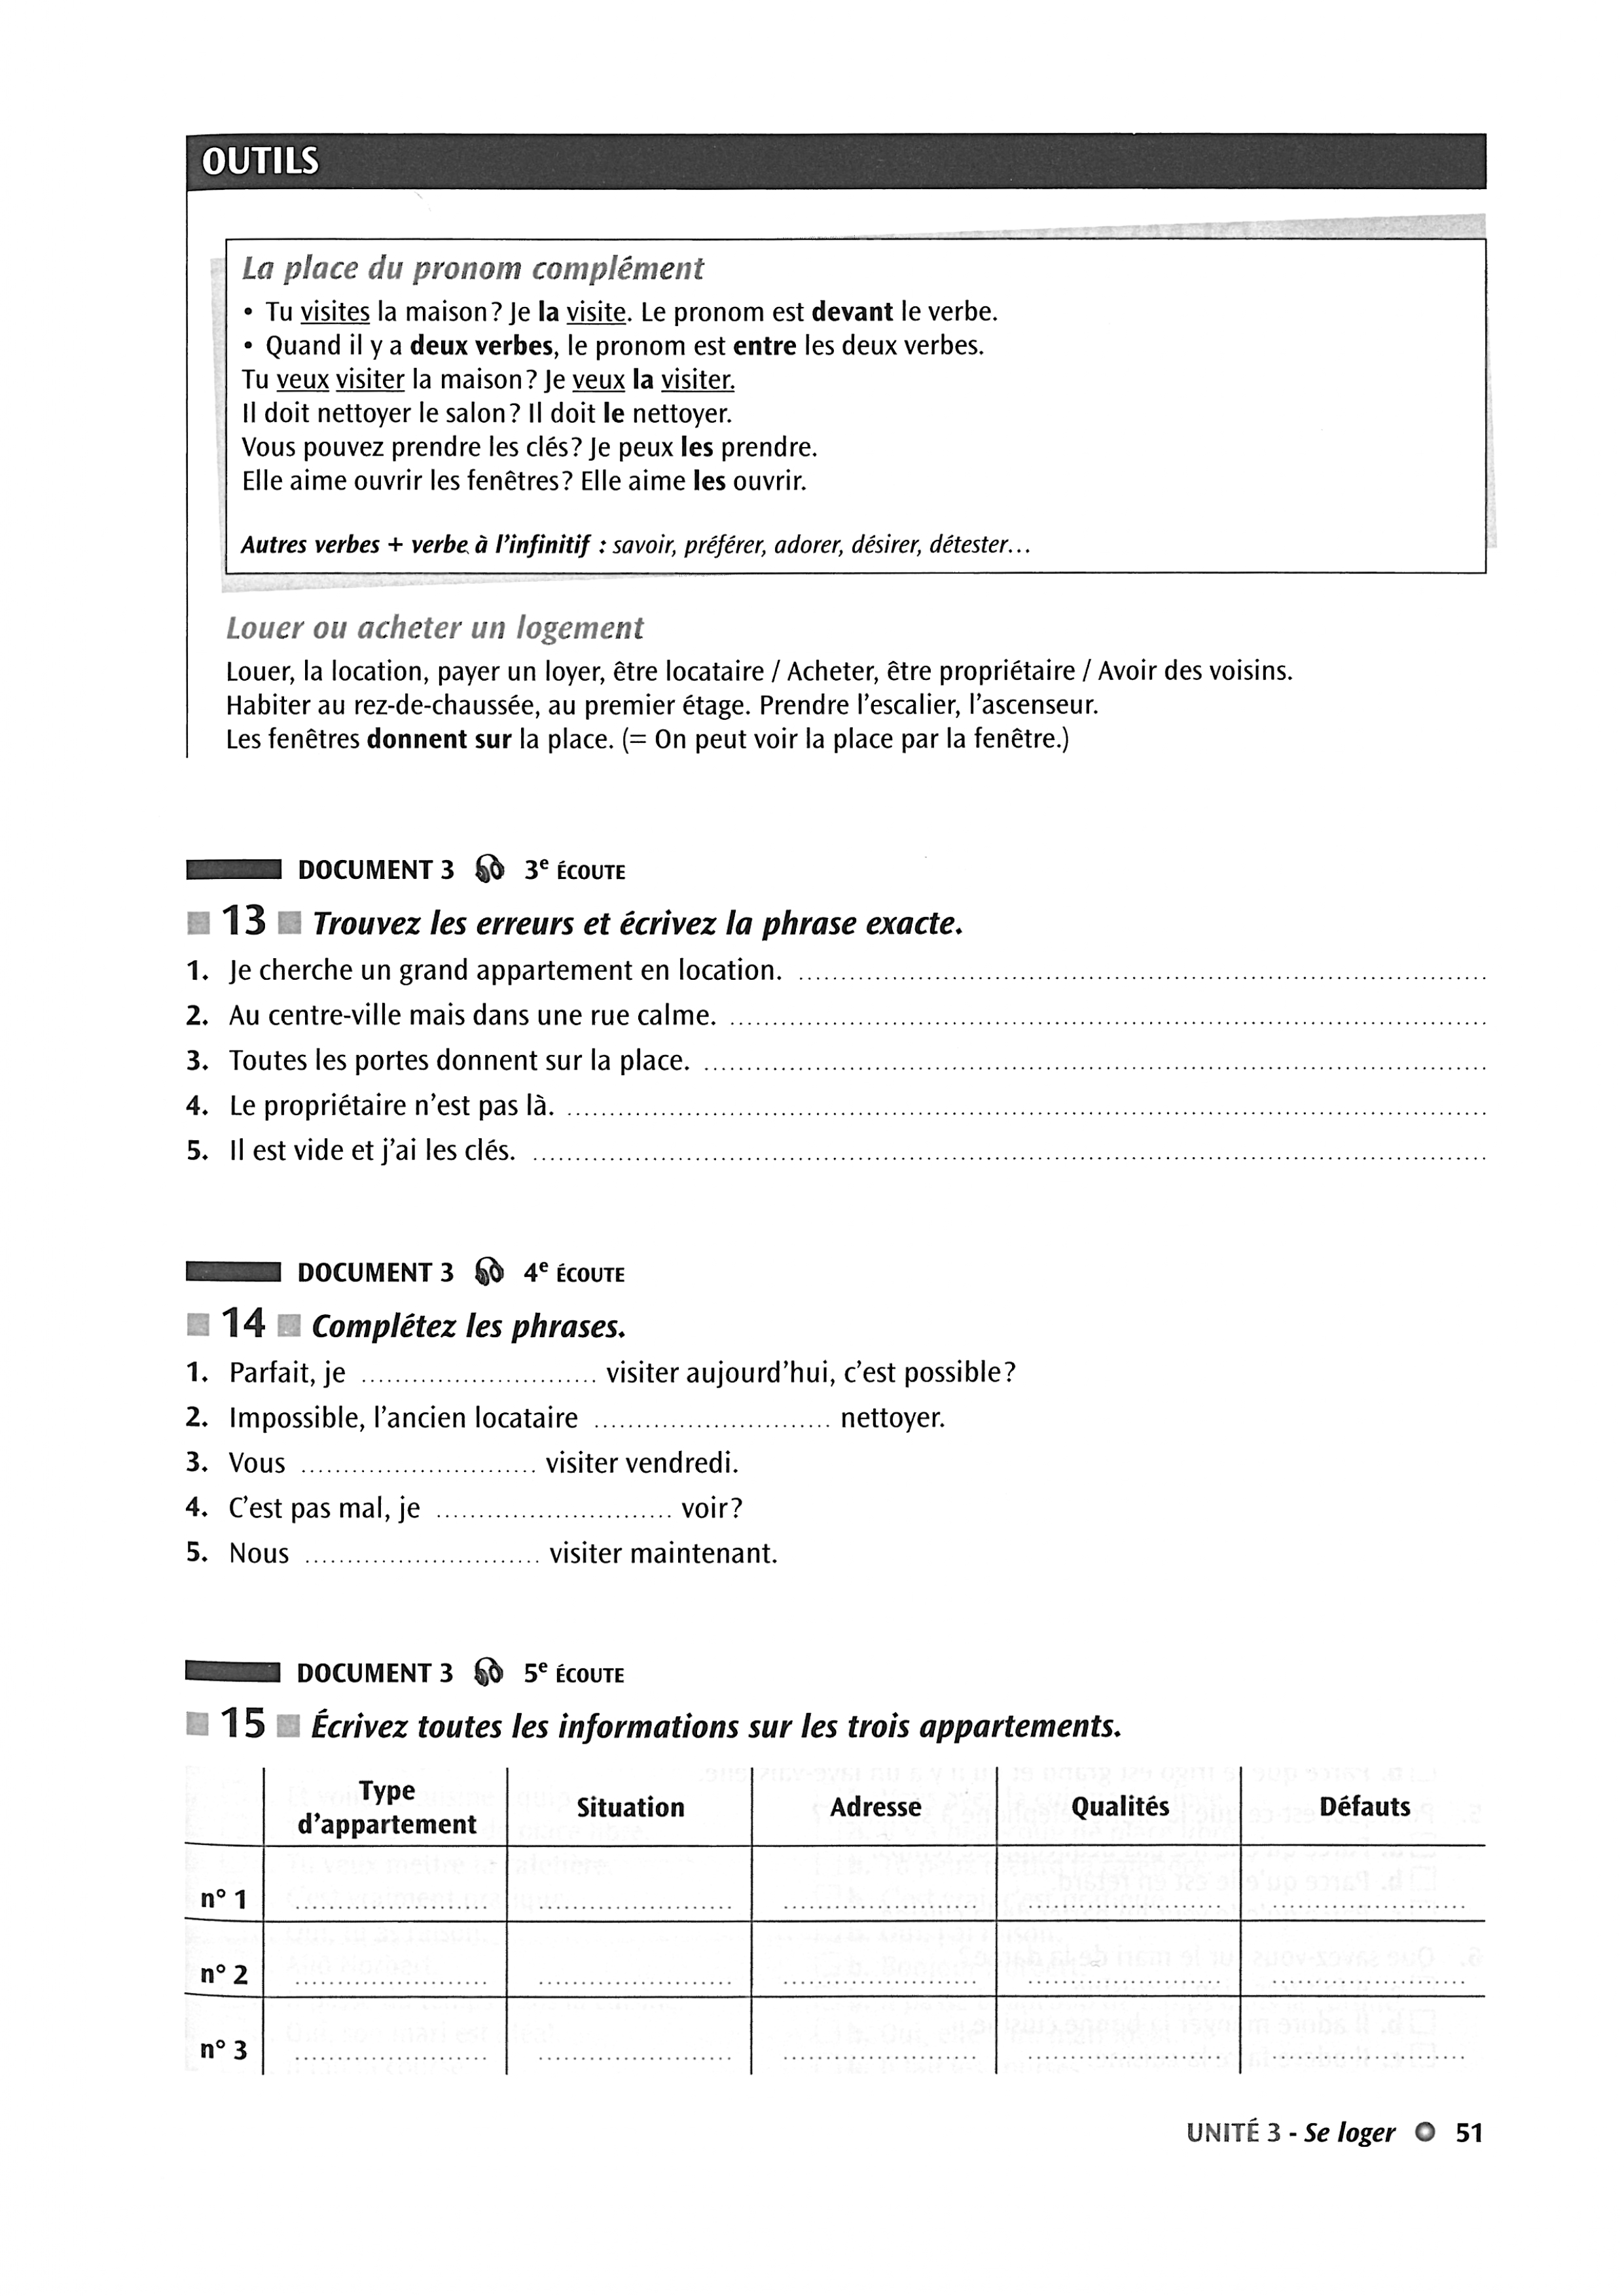 OUTILS
La place du pronom complément
• Tu visites la maison? Je la visite. Le pronom est devant le verbe.
• Quand il y a deux verbes, le pronom est entre les deux verbes.
Tu veux visiter la maison? Je veux la visiter.
Il doit nettoyer le salon? Il doit le nettoyer.
Vous pouvez prendre les clés? Je peux les prendre.
Elle aime ouvrir les fenêtres? Elle aime les ouvrir.
Autres verbes + verbe à l'infinitif : savoir, préférer, adorer, désirer, détester...
Louer ou acheter un logement
Louer, la location, payer un loyer, être locataire / Acheter, être propriétaire / Avoir des voisins.
Habiter au rez-de-chaussée, au premier étage. Prendre l'escalier, l'ascenseur.
Les fenêtres donnent sur la place. (= On peut voir la place par la fenêtre.)
DOCUMENT 3 3e ÉCOUTE
13 Trouvez les erreurs et écrivez la phrase exacte.
1. Je cherche un grand appartement en location. ..........
2. Au centre-ville mais dans une rue calme. ..........
3. Toutes les portes donnent sur la place. ..........
4. Le propriétaire n'est pas là. ..........
5. Il est vide et j'ai les clés. ..........
DOCUMENT 3 4e ÉCOUTE
14 Complétez les phrases.
1. Parfait, je .......... visiter aujourd'hui, c'est possible?
2. Impossible, l'ancien locataire .......... nettoyer.
3. Vous .......... visiter vendredi.
4. C'est pas mal, je .......... voir?
5. Nous .......... visiter maintenant.
DOCUMENT 3 5e ÉCOUTE
15 Écrivez toutes les informations sur les trois appartements.
Type d'appartement Situation Adresse Qualités Défauts
n° 1
n° 2
n° 3
UNITÉ 3 - Se loger 51